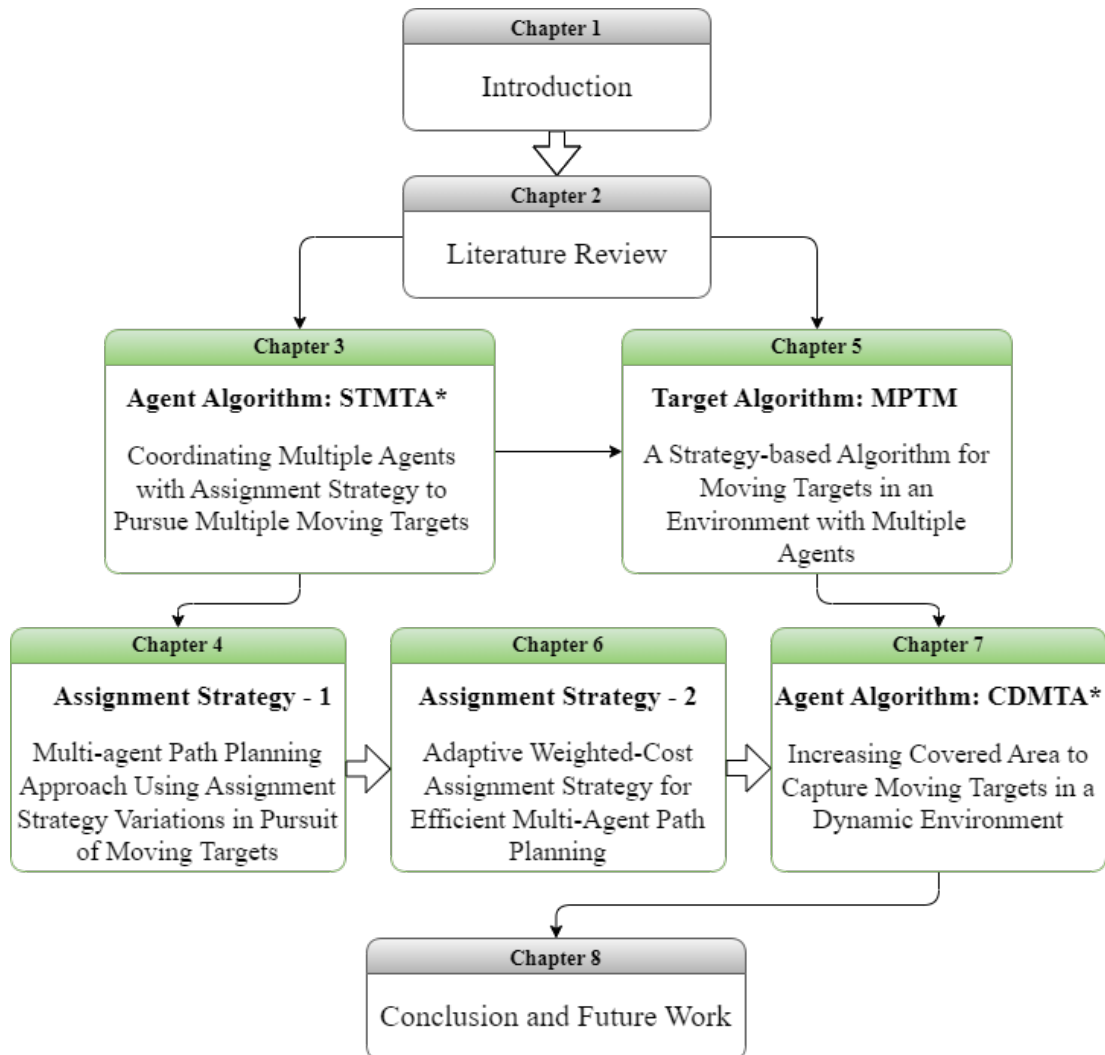 Chapter 1
Introduction
Chapter 2
Literature Review
Chapter 3
Agent Algorithm: STMTA*
Coordinating Multiple Agents
with Assignment Strategy to
Pursue Multiple Moving Targets
Chapter 5
Target Algorithm: MPTM
A Strategy-based Algorithm for
Moving Targets in an
Environment with Multiple
Agents
Chapter 4
Assignment Strategy - 1
Multi-agent Path Planning
Approach Using Assignment
Strategy Variations in Pursuit
of Moving Targets
Chapter 6
Assignment Strategy - 2
Adaptive Weighted-Cost
Assignment Strategy for
Efficient Multi-Agent Path
Planning
Chapter 7
Agent Algorithm: CDMTA*
Increasing Covered Area to
Capture Moving Targets in a
Dynamic Environment
Chapter 8
Conclusion and Future Work